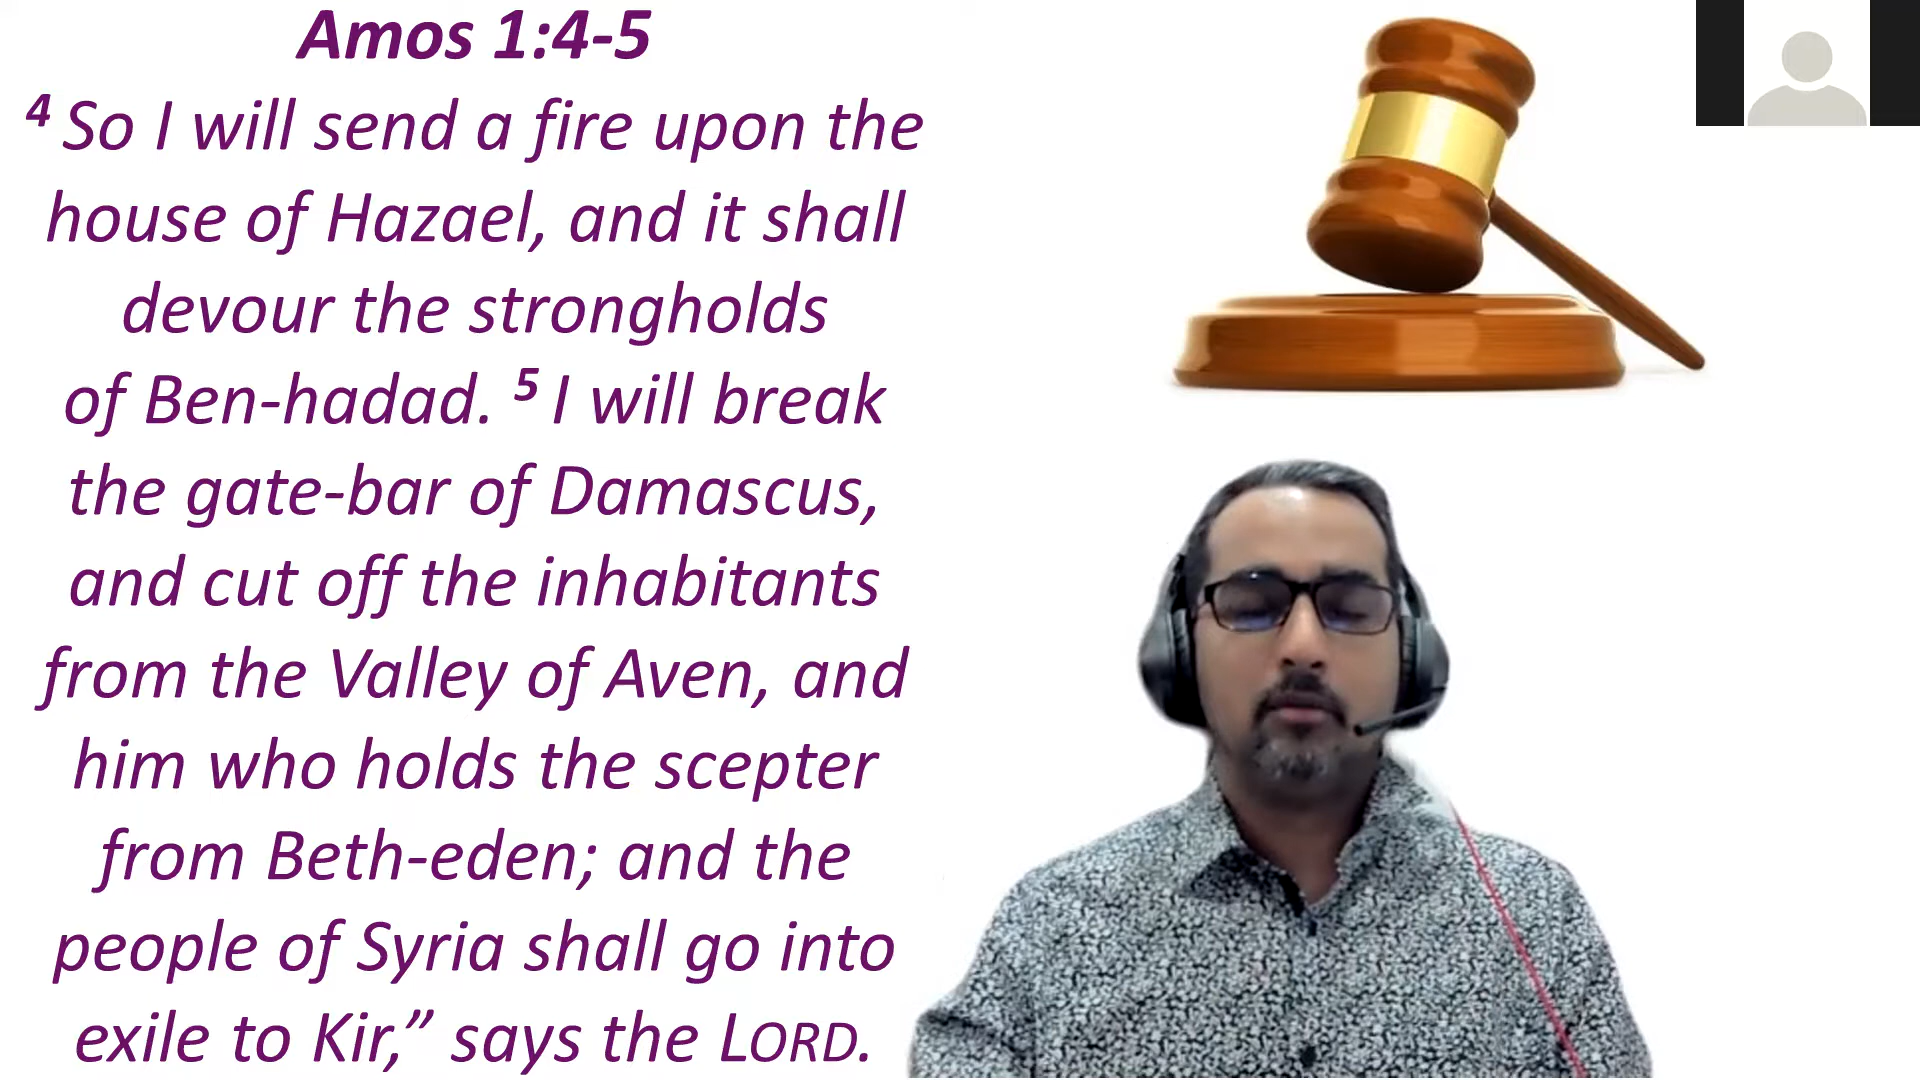 Amos 1:4-5
4 So I will send a fire upon the
house of Hazael, and it shall
devour the strongholds
of Ben-hadad. 5 I will break
the gate-bar of Damascus,
and cut off the inhabitants
from the Valley of Aven, and
him who holds the scepter
from Beth-eden; and the
people of Syria shall go into
exile to Kir,” says the LORD.